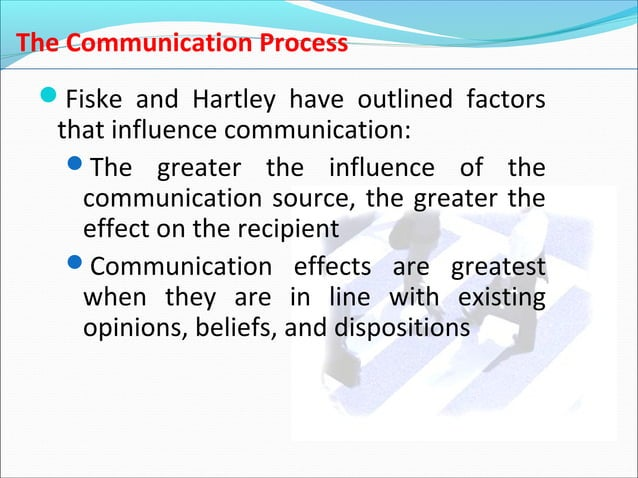 The Communication Process
Fiske and Hartley have outlined factors
that influence communication:
The greater the influence of the
communication source, the greater the
effect on the recipient
Communication effects are greatest
when they are in line with existing
opinions, beliefs, and dispositions